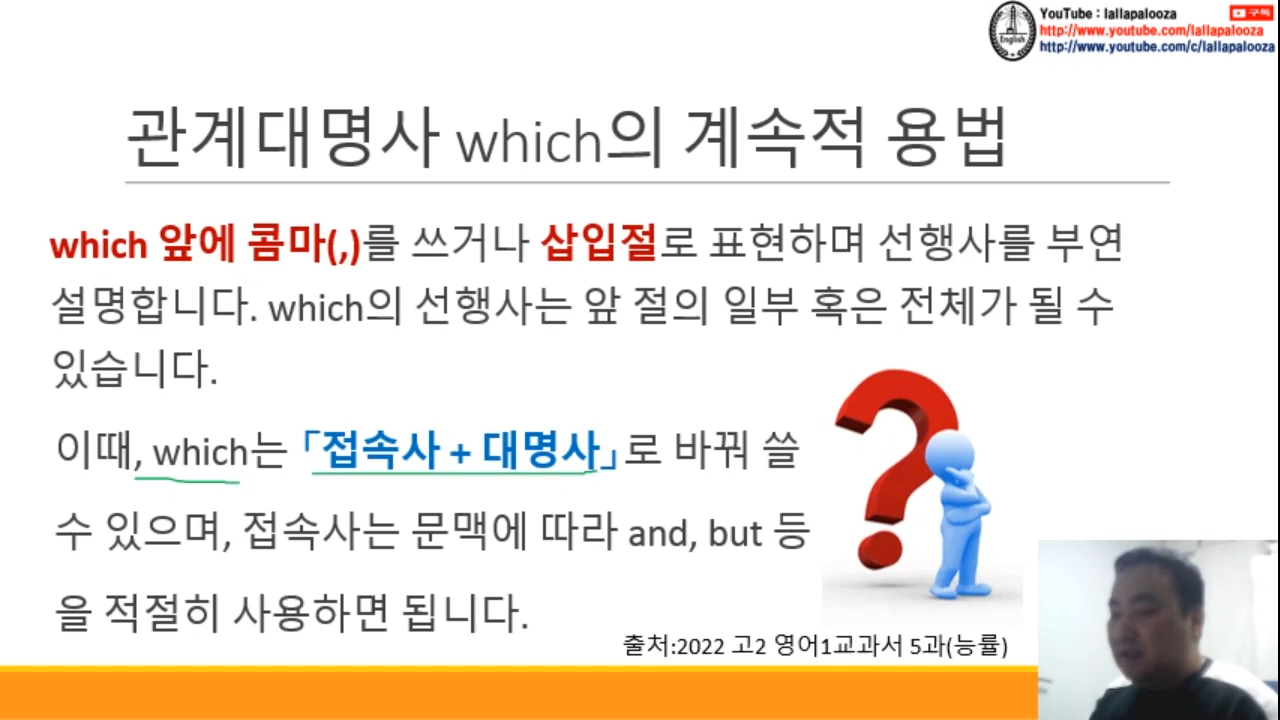 YouTube : lallapalooza
구독
http://www.youtube.com/lallapalooza
http://www.youtube.com/c/lallapalooza
English
관계대명사 which의 계속적 용법
which 앞에 콤마(,)를 쓰거나 삽입절로 표현하며 선행사를 부연
설명합니다. which의 선행사는 앞 절의 일부 혹은 전체가 될 수
있습니다.
이때, which는 「접속사 + 대명사」로 바꿔 쓸
수 있으며, 접속사는 문맥에 따라 and, but 등
을 적절히 사용하면 됩니다.
출처:2022 고2 영어1교과서 5과(능률)